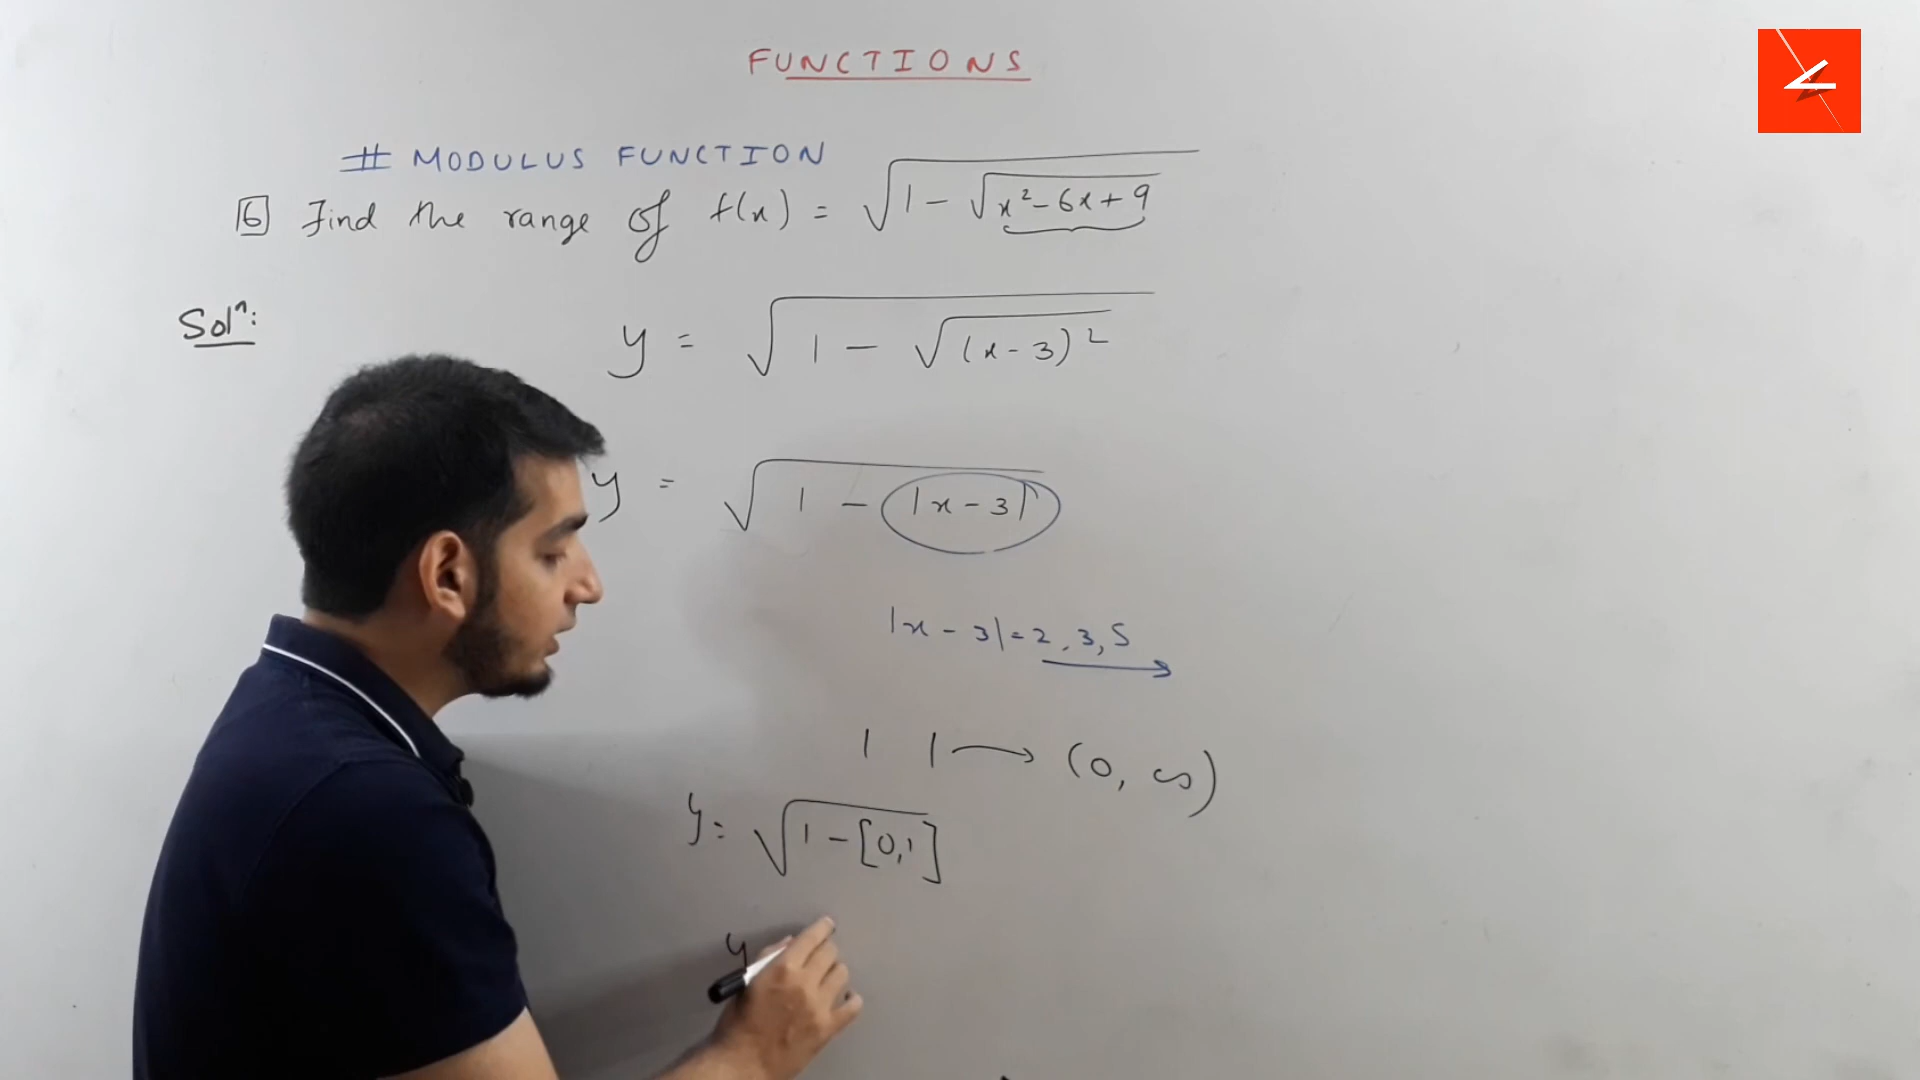 FUNCTIONS
# MODULUS FUNCTION
6 Find the range of f(x) = √(1 - √(x² - 6x + 9))
Solⁿ:
y = √(1 - √((x - 3)²))
y = √(1 - |x - 3|)
|x - 3| = 2, 3, 5
| | → (0, ∞)
y = √(1 - [0, 1])
y